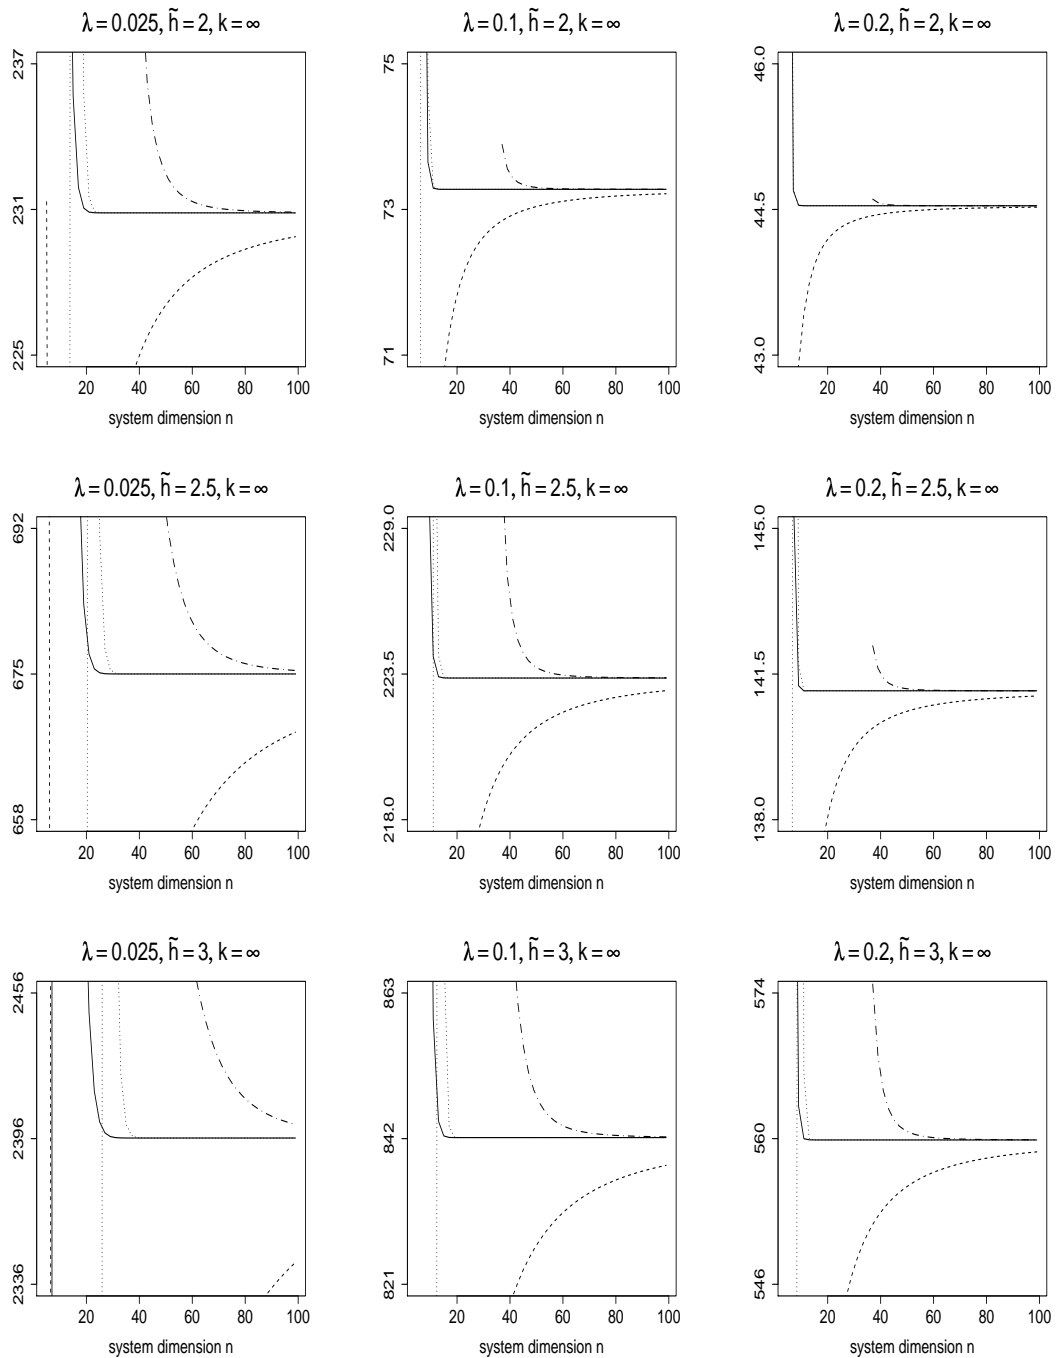 λ = 0.025, h̃ = 2, k = ∞
λ = 0.1, h̃ = 2, k = ∞
λ = 0.2, h̃ = 2, k = ∞
237
231
225
20 40 60 80 100
system dimension n
75
73
71
20 40 60 80 100
system dimension n
46.0
44.5
43.0
20 40 60 80 100
system dimension n
λ = 0.025, h̃ = 2.5, k = ∞
λ = 0.1, h̃ = 2.5, k = ∞
λ = 0.2, h̃ = 2.5, k = ∞
692
675
658
20 40 60 80 100
system dimension n
229.0
223.5
218.0
20 40 60 80 100
system dimension n
145.0
141.5
138.0
20 40 60 80 100
system dimension n
λ = 0.025, h̃ = 3, k = ∞
λ = 0.1, h̃ = 3, k = ∞
λ = 0.2, h̃ = 3, k = ∞
2456
2396
2336
20 40 60 80 100
system dimension n
863
842
821
20 40 60 80 100
system dimension n
574
560
546
20 40 60 80 100
system dimension n